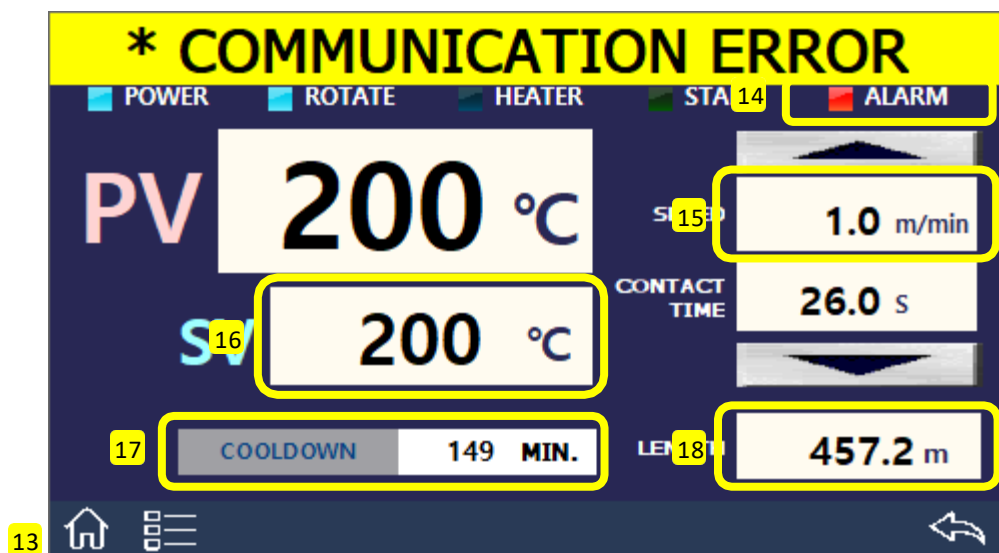 * COMMUNICATION ERROR
POWER ROTATE HEATER STA 14 ALARM
PV 200 °C
15 1.0 m/min
CONTACT TIME 26.0 S
16 200 °C
17 COOLDOWN 149 MIN.
18 457.2 m
13